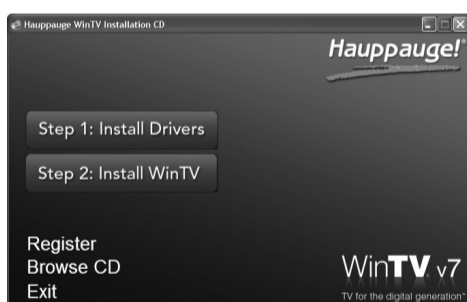 Hauppauge WinTV Installation CD
Hauppauge!®
Step 1: Install Drivers
Step 2: Install WinTV
Register
Browse CD
Exit
WinTV. v7
TV for the digital generation™